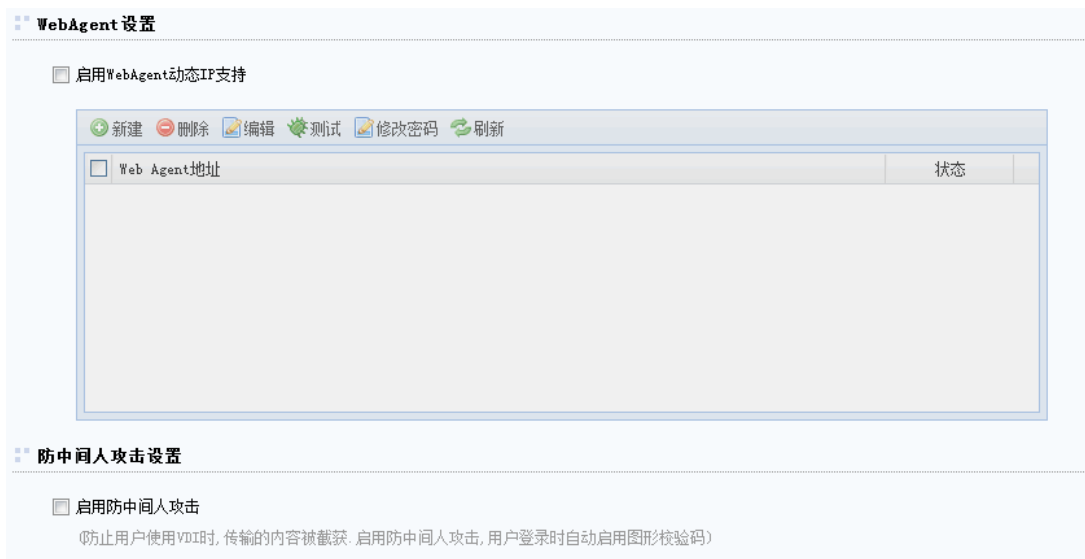 WebAgent设置
启用WebAgent动态IP支持
新建 删除 编辑 测试 修改密码 刷新
Web Agent地址 状态
防中间人攻击设置
启用防中间人攻击
(防止用户使用VDI时,传输的内容被截获.启用防中间人攻击,用户登录时自动启用图形校验码)